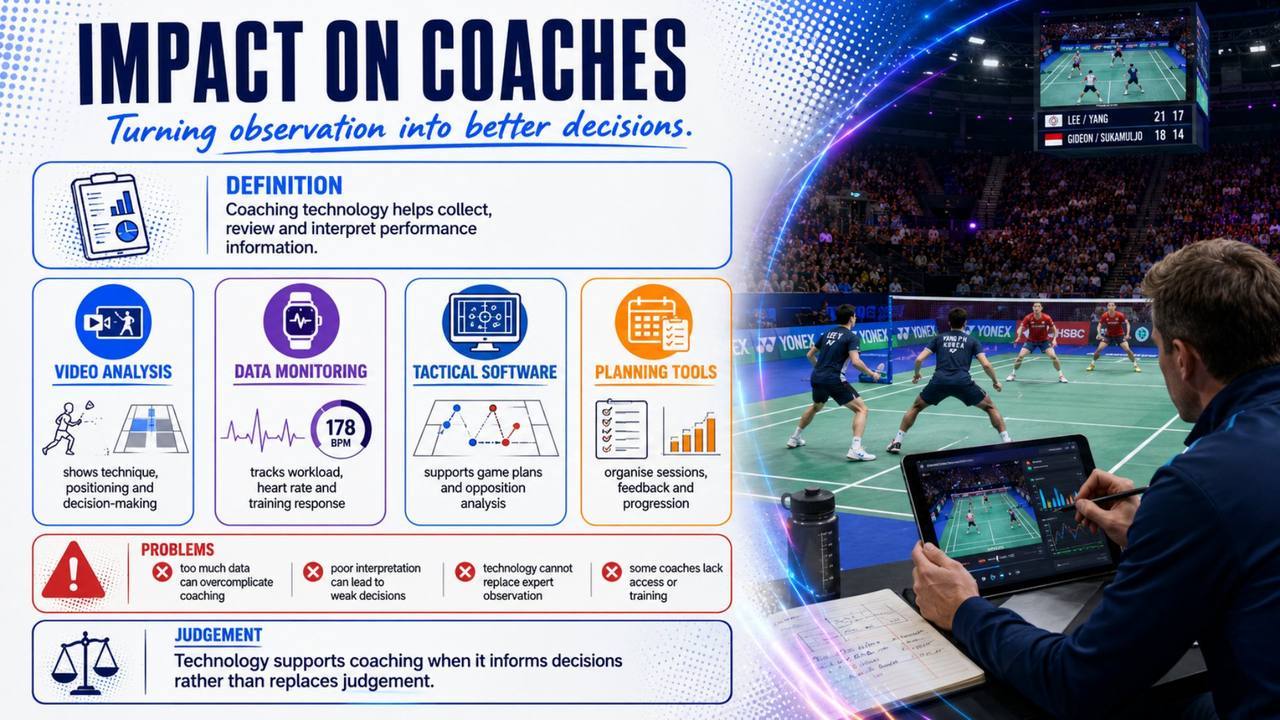 IMPACT ON COACHES
Turning observation into better decisions.
DEFINITION
Coaching technology helps collect,
review and interpret performance
information.
VIDEO ANALYSIS
shows technique,
positioning and
decision-making
DATA MONITORING
178
BPM
tracks workload,
heart rate and
training response
TACTICAL SOFTWARE
supports game plans
and opposition
analysis
PLANNING TOOLS
organise sessions,
feedback and
progression
PROBLEMS
too much data
can overcomplicate
coaching
poor interpretation
can lead to
weak decisions
technology cannot
replace expert
observation
some coaches lack
access or
training
JUDGEMENT
Technology supports coaching when it informs decisions
rather than replaces judgement.
LEE / YANG 21 17
GIDEON / SUKAMULJO 18 14
YONEX
YONEX
YONEX
HSBC
LEE Y
YANG P H
KOREA